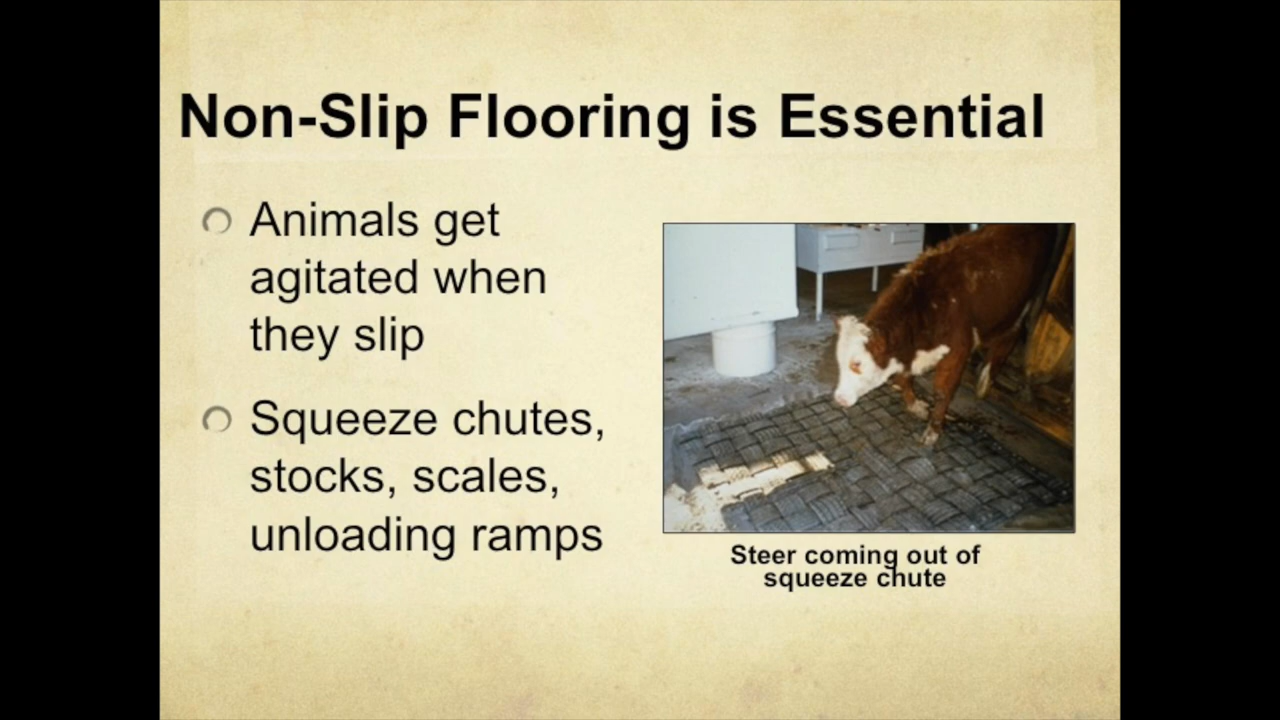 Non-Slip Flooring is Essential
Animals get
agitated when
they slip
Squeeze chutes,
stocks, scales,
unloading ramps
Steer coming out of
squeeze chute